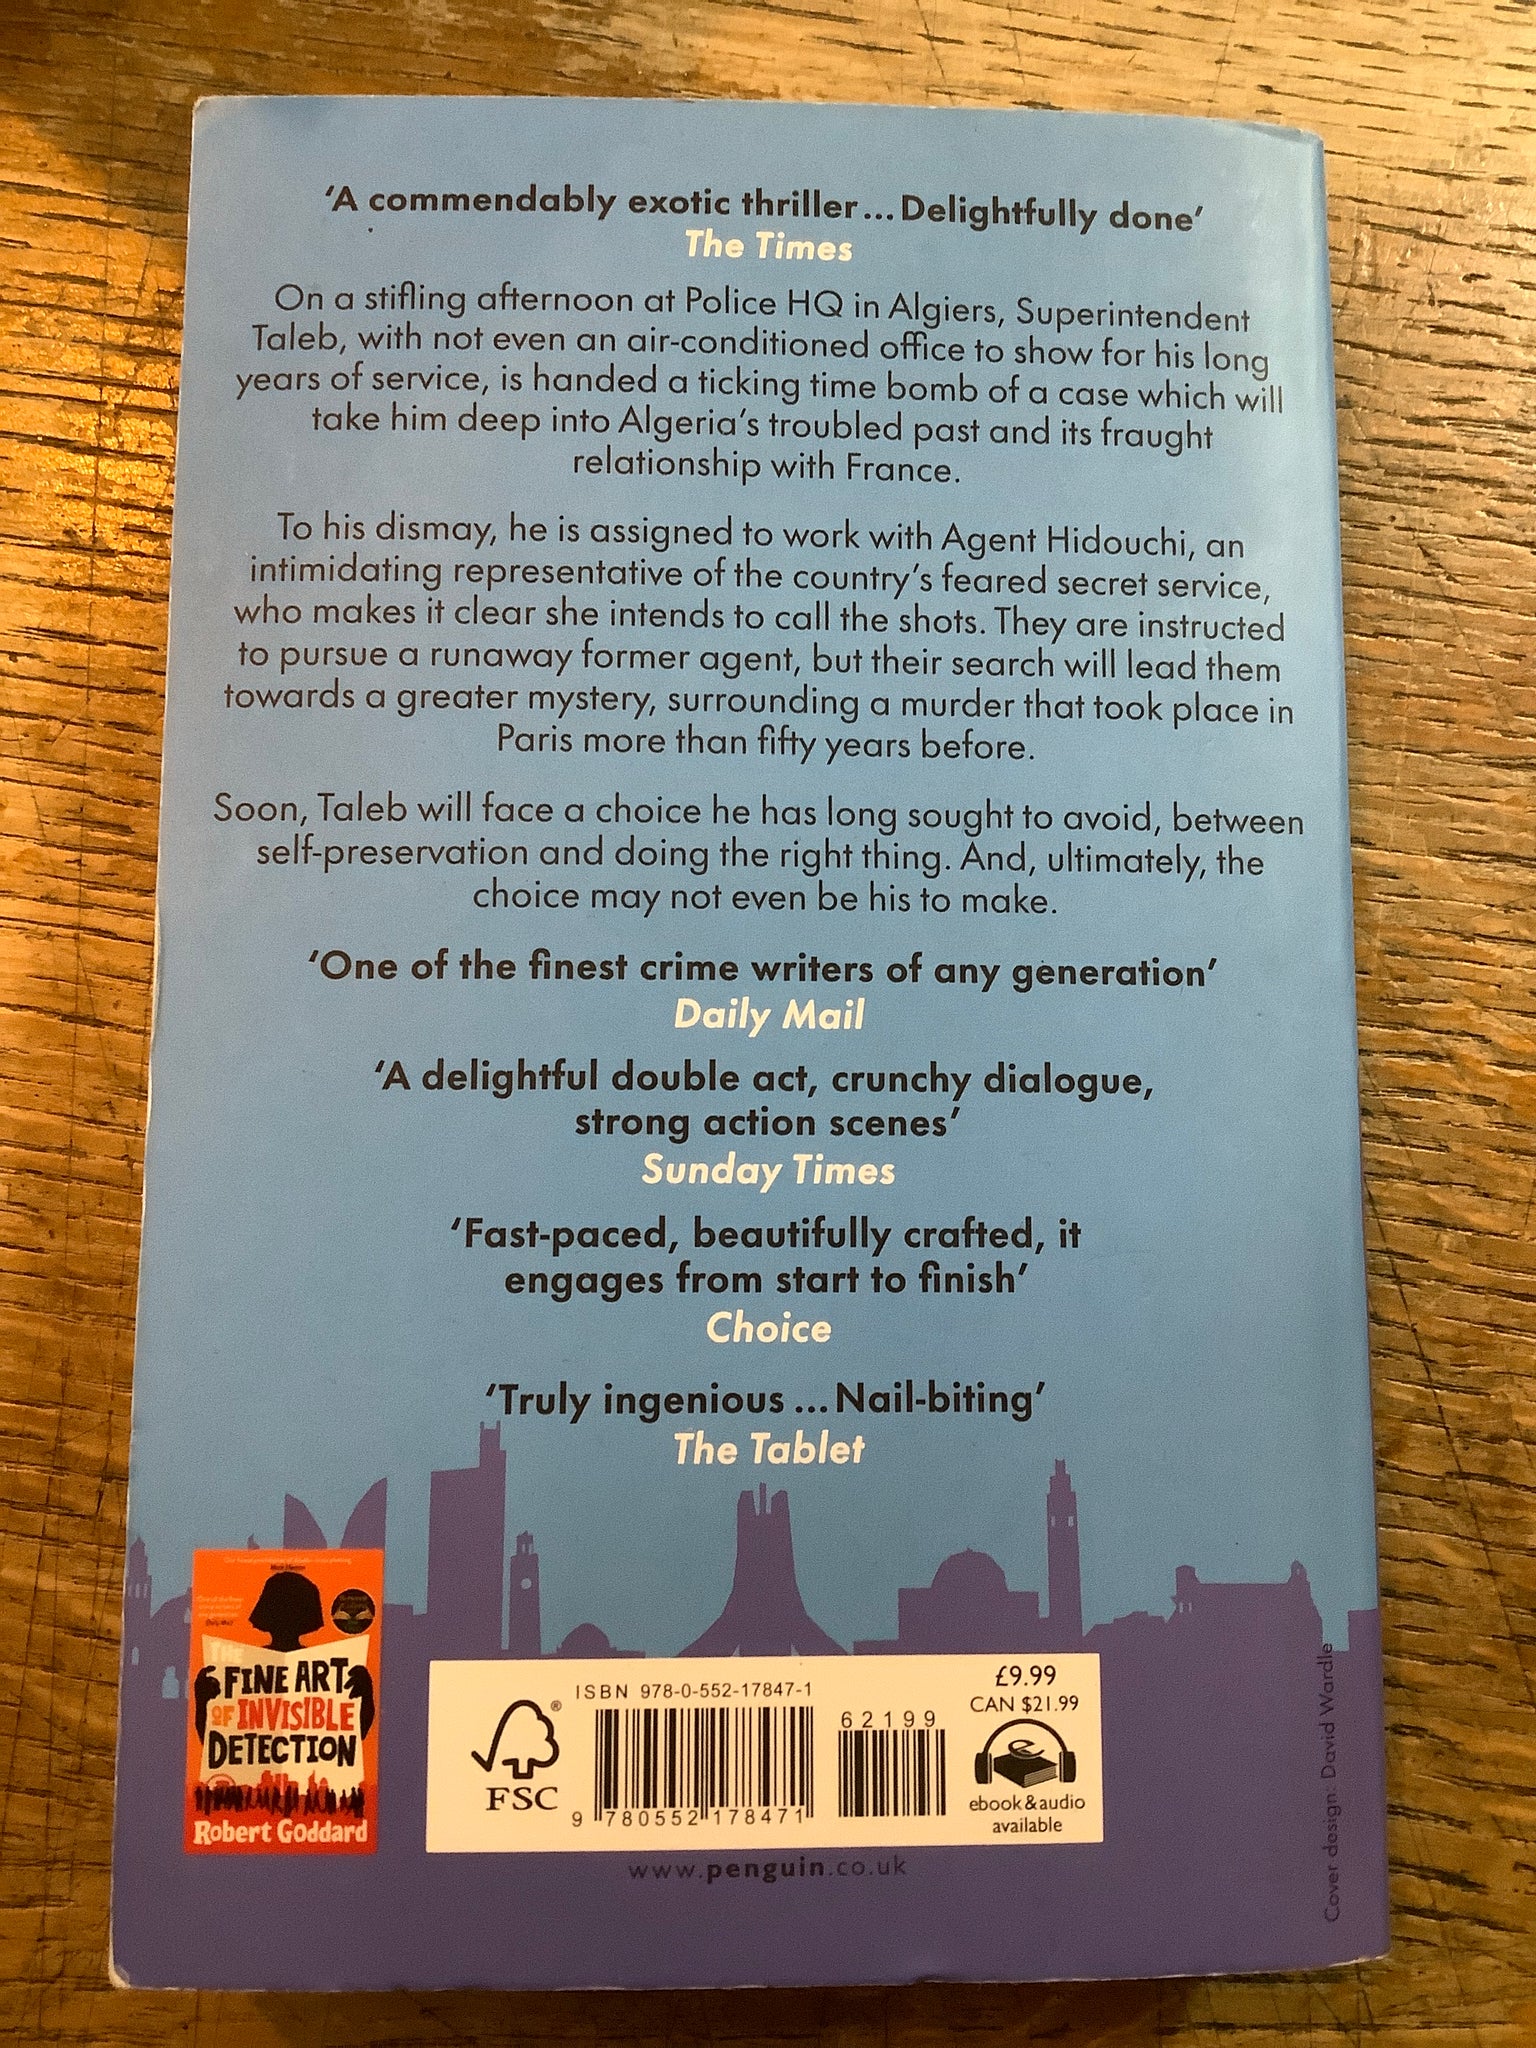 ‘A commendably exotic thriller... Delightfully done’
The Times
On a stifling afternoon at Police HQ in Algiers, Superintendent
Taleb, with not even an air-conditioned office to show for his long
years of service, is handed a ticking time bomb of a case which will
take him deep into Algeria’s troubled past and its fraught
relationship with France.
To his dismay, he is assigned to work with Agent Hidouchi, an
intimidating representative of the country’s feared secret service,
who makes it clear she intends to call the shots. They are instructed
to pursue a runaway former agent, but their search will lead them
towards a greater mystery, surrounding a murder that took place in
Paris more than fifty years before.
Soon, Taleb will face a choice he has long sought to avoid, between
self-preservation and doing the right thing. And, ultimately, the
choice may not even be his to make.
‘One of the finest crime writers of any generation’
Daily Mail
‘A delightful double act, crunchy dialogue,
strong action scenes’
Sunday Times
‘Fast-paced, beautifully crafted, it
engages from start to finish’
Choice
‘Truly ingenious ... Nail-biting’
The Tablet
THE
FINE ART
OF INVISIBLE
DETECTION
Robert Goddard
®
FSC
ISBN 978-0-552-17847-1
9 780552 178471
62199
£9.99
CAN $21.99
e
ebook & audio
available
www.penguin.co.uk
Cover design: David Wardle